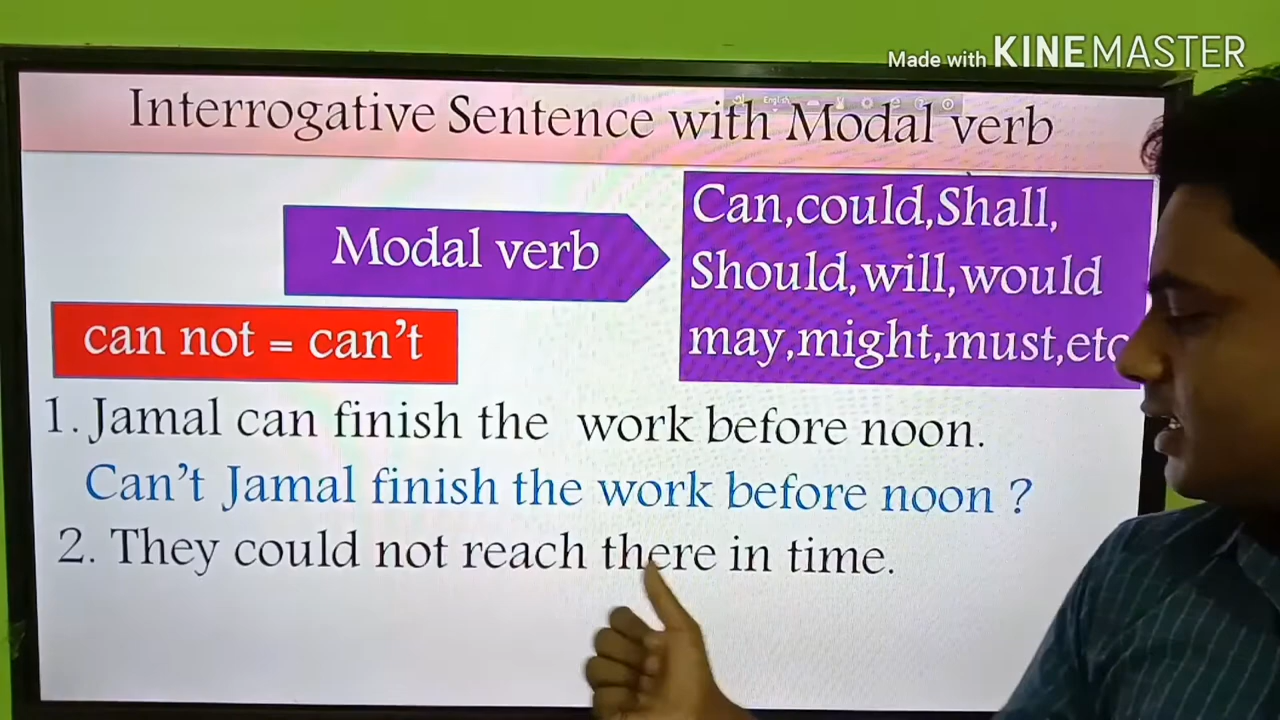 Made with KINEMASTER
English
Interrogative Sentence with Modal verb
Can,could,Shall,
Modal verb
Should,will,would
can not = can't
may,might,must,etc
1. Jamal can finish the work before noon.
Can't Jamal finish the work before noon ?
2. They could not reach there in time.